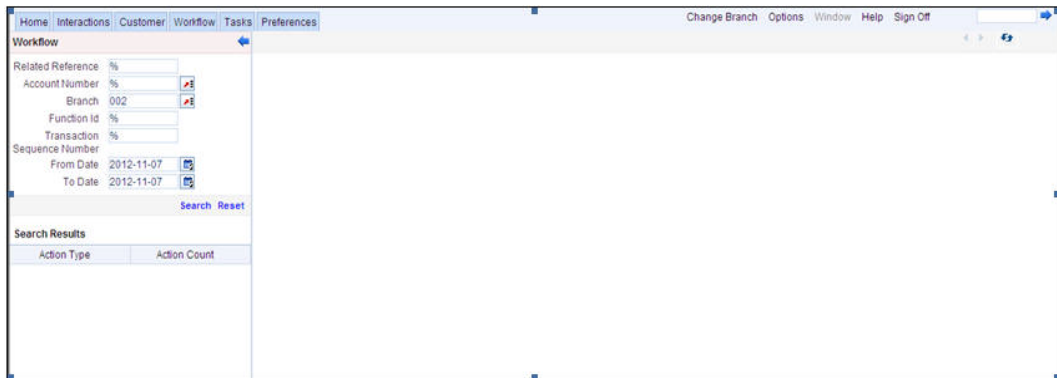 Home Interactions Customer Workflow Tasks Preferences Change Branch Options Window Help Sign Off
Workflow
Related Reference %
Account Number %
Branch 002
Function Id %
Transaction %
Sequence Number
From Date 2012-11-07
To Date 2012-11-07
Search Reset
Search Results
Action Type Action Count